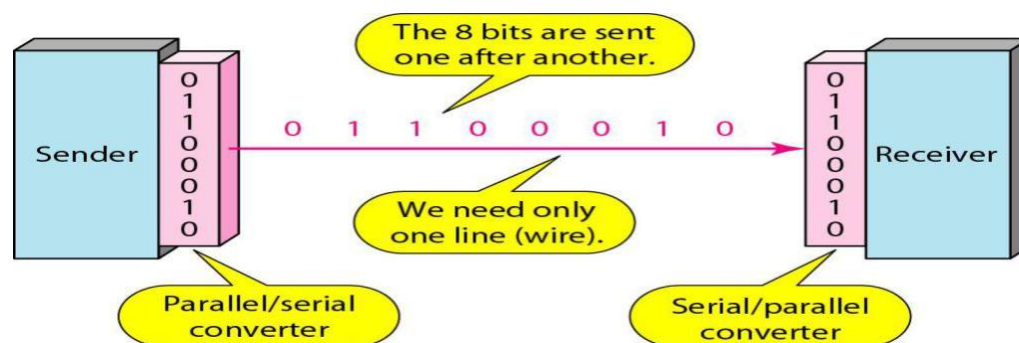 The 8 bits are sent
one after another.
0 1 1 0 0 0 1 0
Sender
0
1
1
0
0
0
1
0
We need only
one line (wire).
0
1
1
0
0
0
1
0
Receiver
Parallel/serial
converter
Serial/parallel
converter